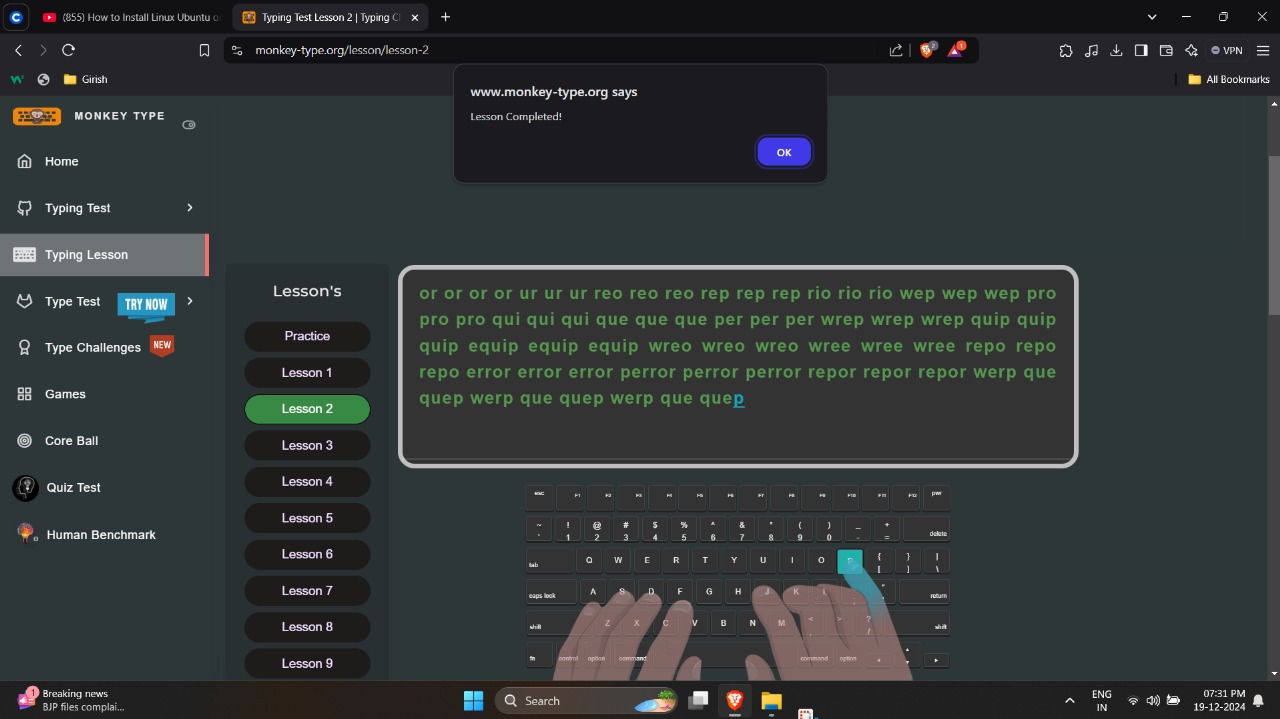 (855) How to Install Linux Ubuntu o
Typing Test Lesson 2 | Typing C
monkey-type.org/lesson/lesson-2
2
1
VPN
Girish
All Bookmarks
www.monkey-type.org says
Lesson Completed!
OK
MONKEY TYPE
Home
Typing Test
Typing Lesson
Type Test
TRY NOW
Type Challenges
NEW
Games
Core Ball
Quiz Test
Human Benchmark
Lesson's
Practice
Lesson 1
Lesson 2
Lesson 3
Lesson 4
Lesson 5
Lesson 6
Lesson 7
Lesson 8
Lesson 9
or or or or ur ur ur reo reo reo rep rep rep rio rio rio wep wep wep pro
pro pro qui qui qui que que que per per per wrep wrep wrep quip quip
quip equip equip equip wreo wreo wreo wree wree wree repo repo
repo error error error perror perror perror repor repor repor werp que
quep werp que quep werp que quep
esc F1 F2 F3 F4 F5 F6 F7 F8 F9 F10 F11 F12 pwr
~ ! @ # $ % ^ & * ( ) _ +
` 1 2 3 4 5 6 7 8 9 0 - = delete
tab Q W E R T Y U I O P { [ } ] | \
caps lock A S D F G H J K L return
shift Z X C V B N M < , > ? / shift
fn control option command command option
1
Breaking news
BJP files complai...
Search
ENG
IN
07:31 PM
19-12-2024